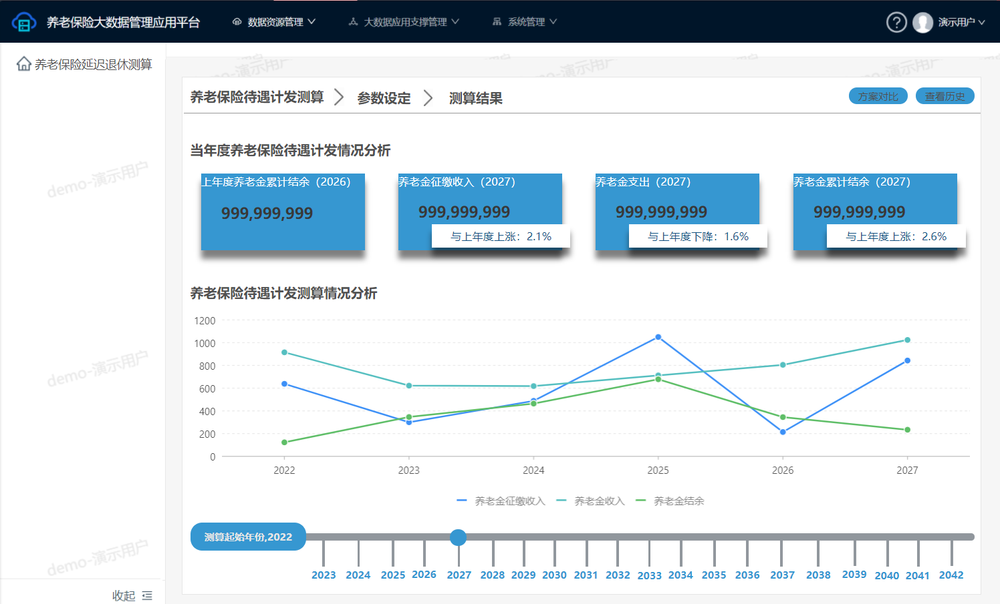 养老保险大数据管理应用平台
数据资源管理
大数据应用支撑管理
系统管理
演示用户
养老保险延迟退休测算
养老保险待遇计发测算
参数设定
测算结果
方案对比
查看历史
当年度养老保险待遇计发情况分析
上年度养老金累计结余（2026）
999,999,999
养老金征缴收入（2027）
999,999,999
与上年度上涨：2.1%
养老金支出（2027）
999,999,999
与上年度下降：1.6%
养老金累计结余（2027）
999,999,999
与上年度上涨：2.6%
养老保险待遇计发测算情况分析
1200
1000
800
600
400
200
0
2022 2023 2024 2025 2026 2027
养老金征缴收入 养老金收入 养老金结余
测算起始年份,2022
2023 2024 2025 2026 2027 2028 2029 2030 2031 2032 2033 2034 2035 2036 2037 2038 2039 2040 2041 2042
demo-演示用户
demo-演示用户
demo-演示用户
收起